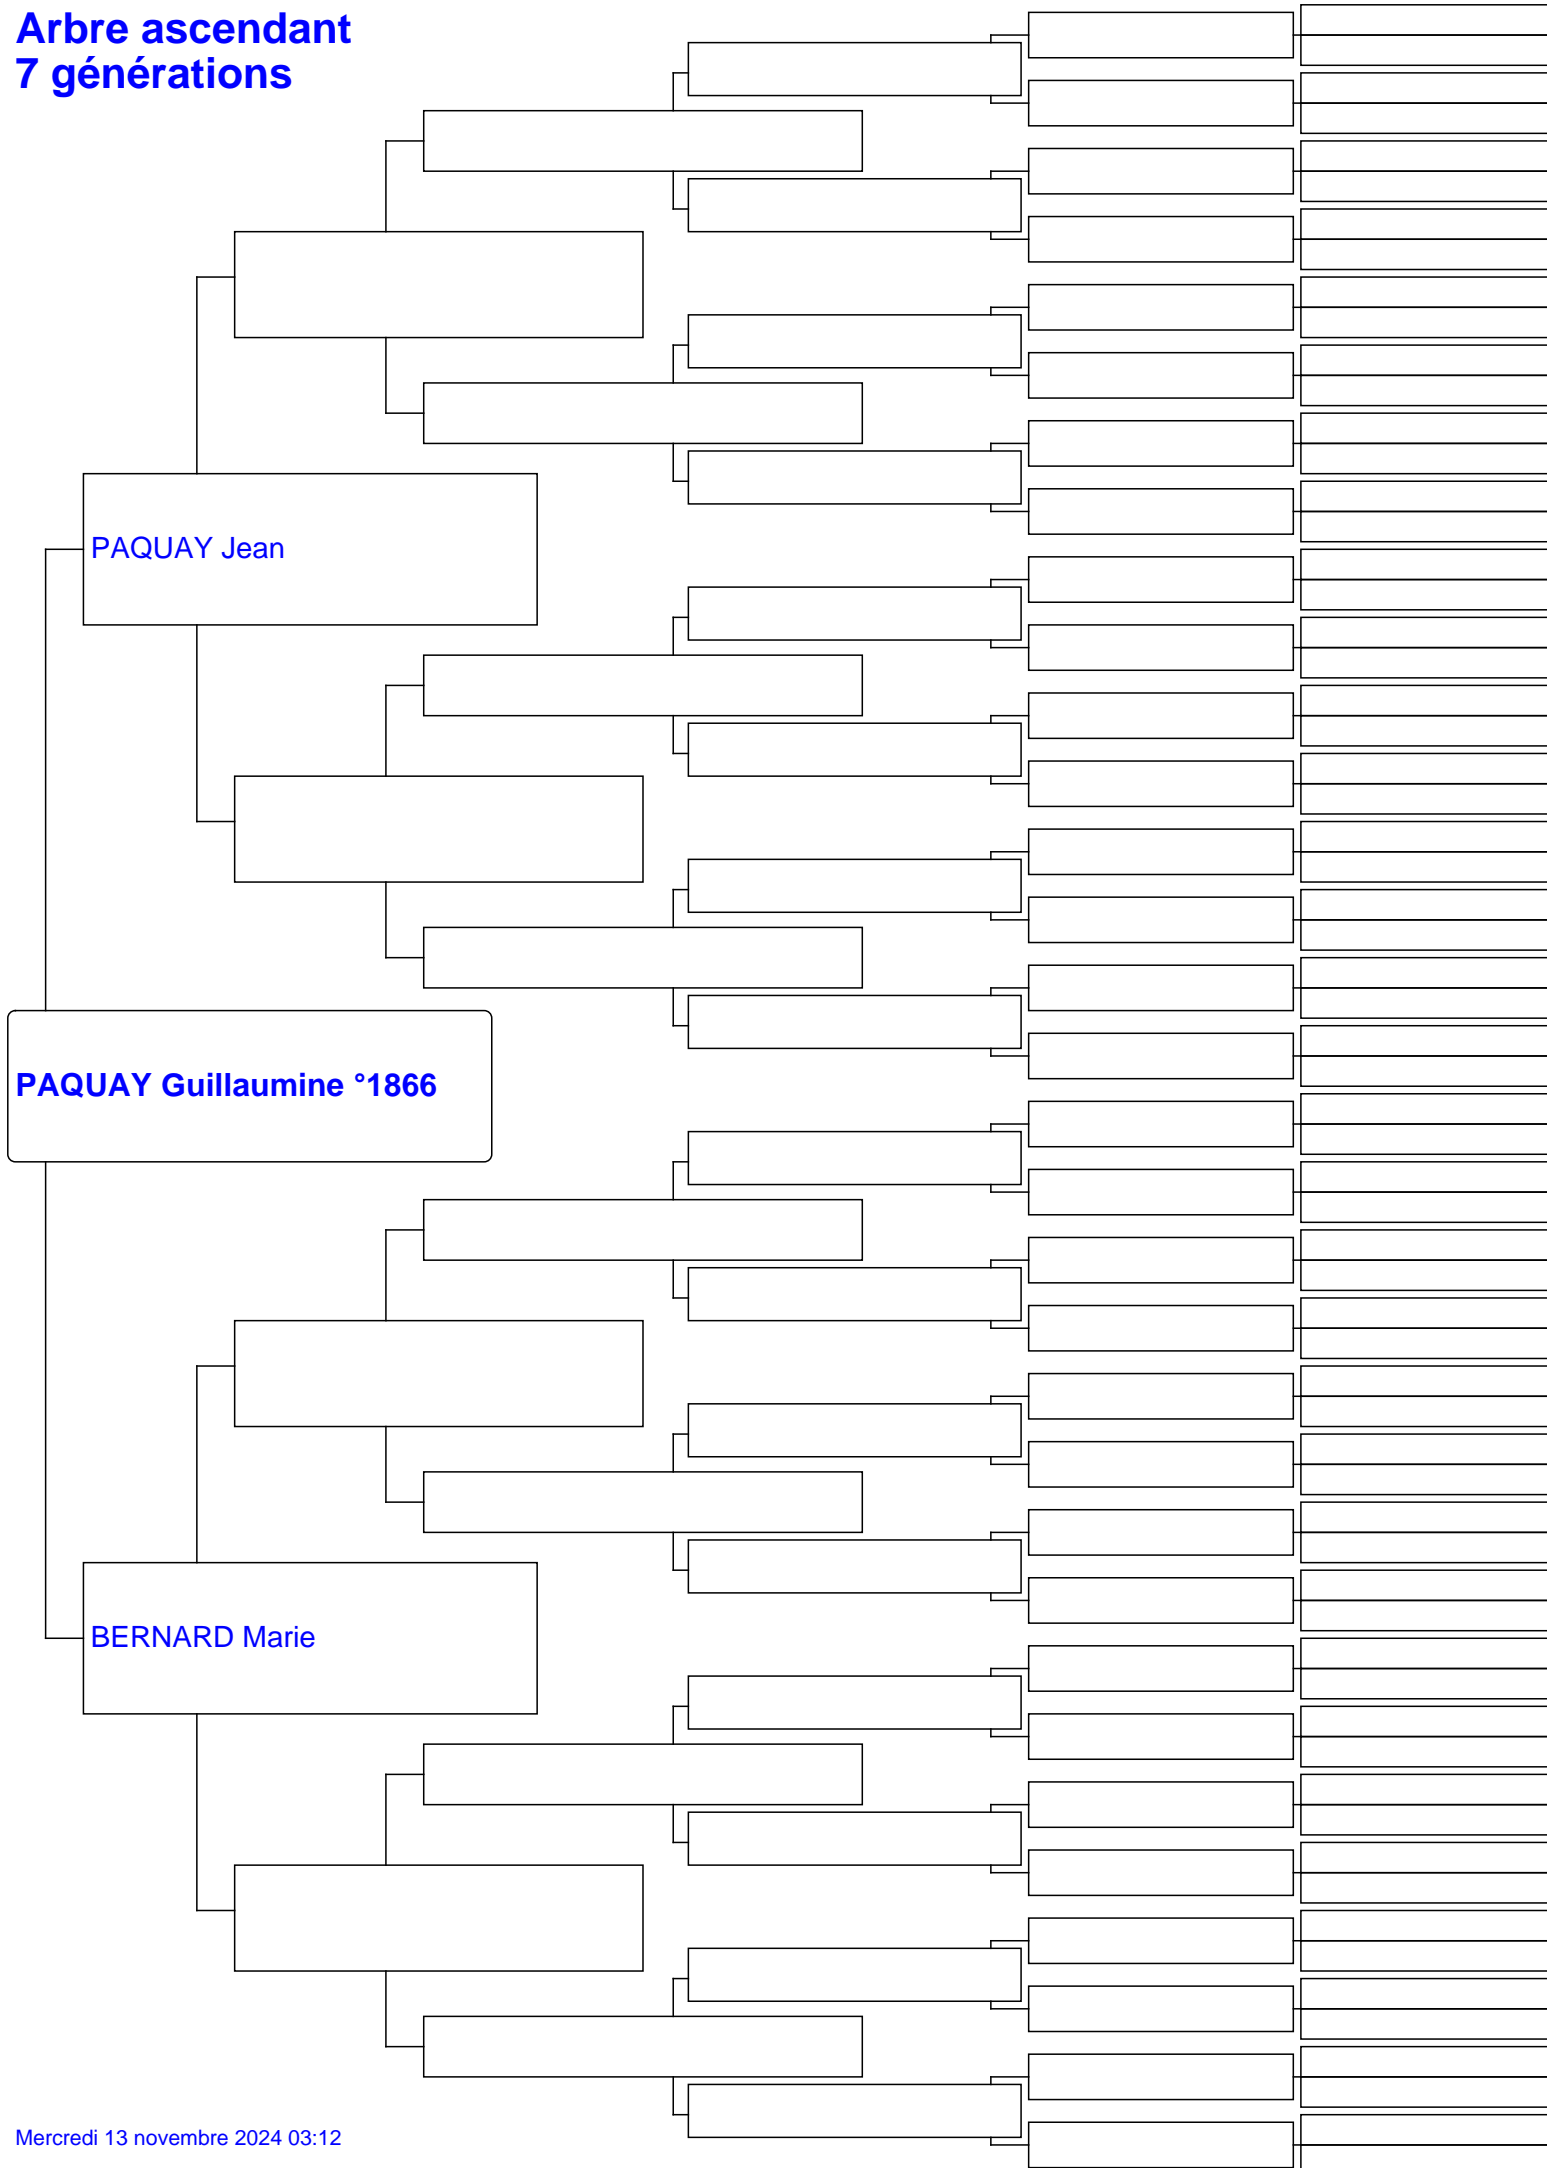 Arbre ascendant
7 générations
PAQUAY Jean
PAQUAY Guillaumine °1866
BERNARD Marie
Mercredi 13 novembre 2024 03:12